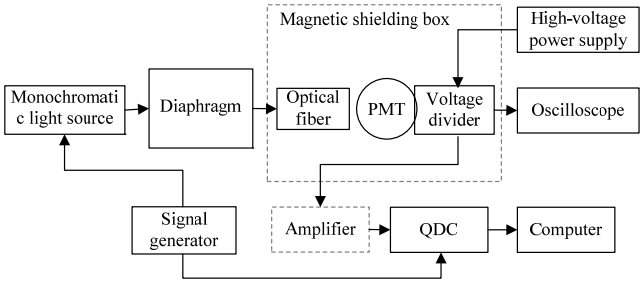 Magnetic shielding box
High-voltage
power supply
Monochromati
c light source
Diaphragm
Optical
fiber
PMT
Voltage
divider
Oscilloscope
Signal
generator
Amplifier
QDC
Computer